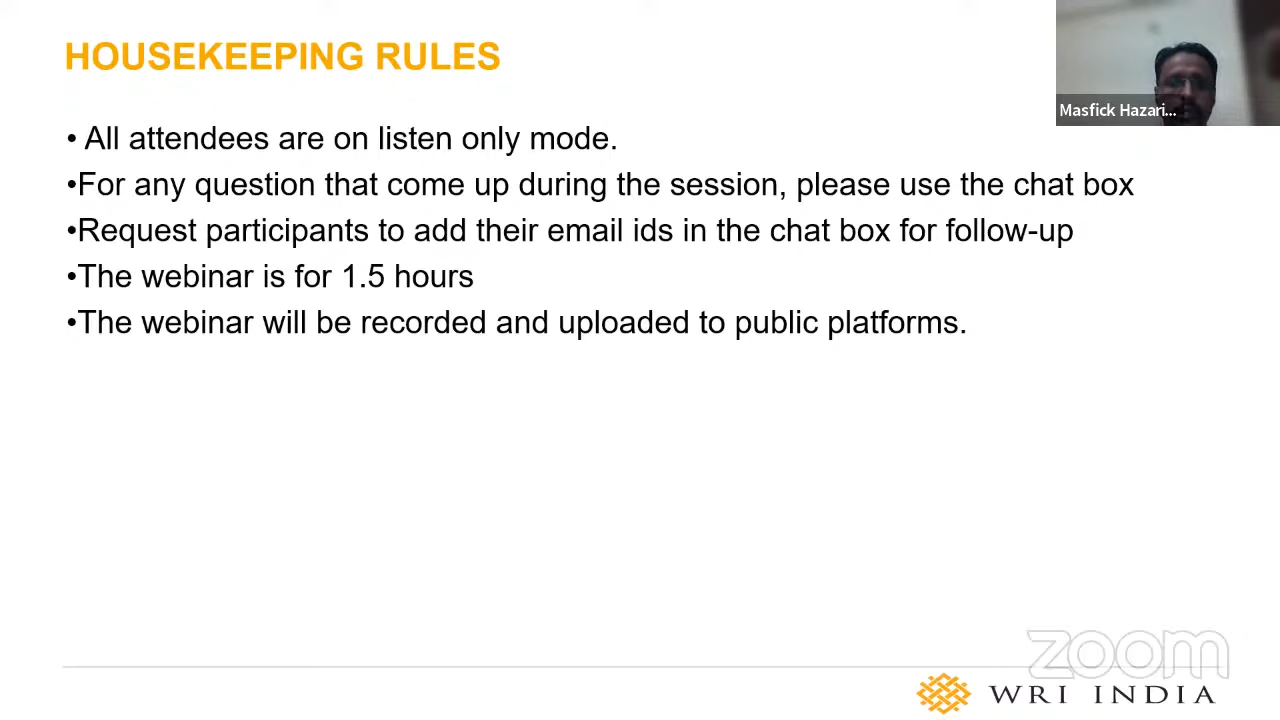 HOUSEKEEPING RULES
Masfick Hazari...
• All attendees are on listen only mode.
•For any question that come up during the session, please use the chat box
•Request participants to add their email ids in the chat box for follow-up
•The webinar is for 1.5 hours
•The webinar will be recorded and uploaded to public platforms.
zoom
WRI INDIA